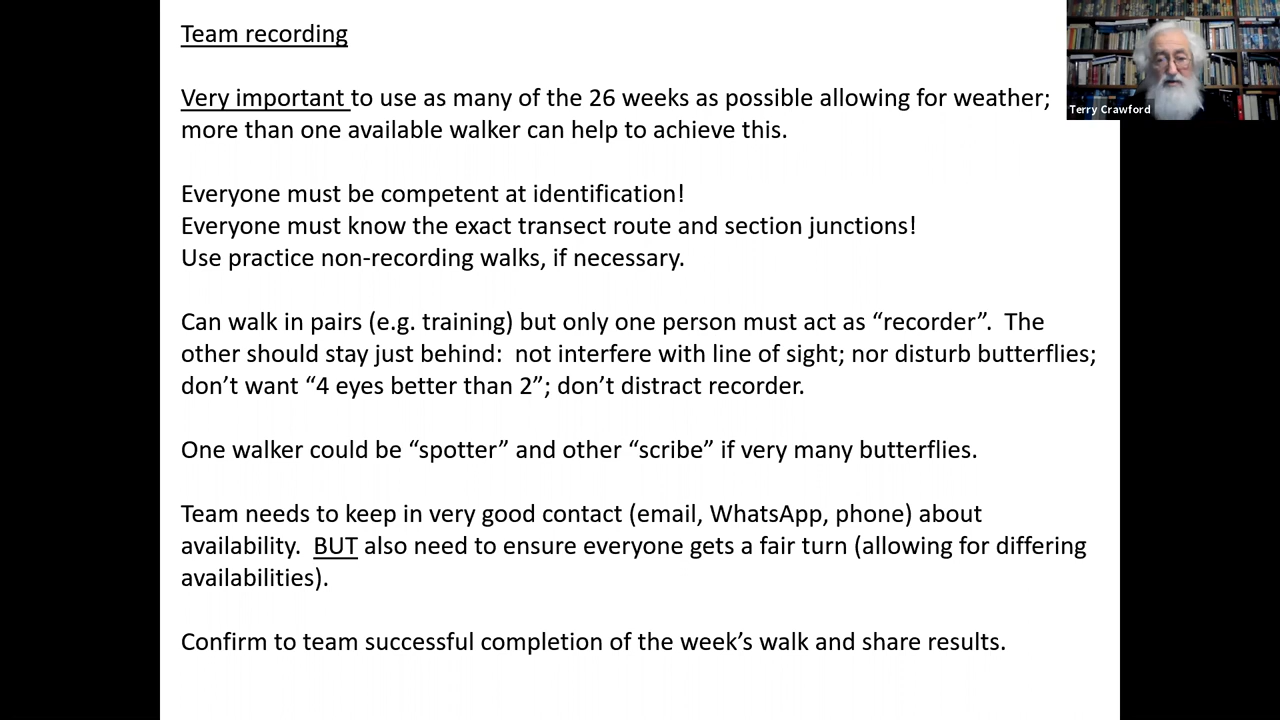 Team recording
Very important to use as many of the 26 weeks as possible allowing for weather;
more than one available walker can help to achieve this.
Everyone must be competent at identification!
Everyone must know the exact transect route and section junctions!
Use practice non-recording walks, if necessary.
Can walk in pairs (e.g. training) but only one person must act as “recorder”.  The
other should stay just behind:  not interfere with line of sight; nor disturb butterflies;
don’t want “4 eyes better than 2”; don’t distract recorder.
One walker could be “spotter” and other “scribe” if very many butterflies.
Team needs to keep in very good contact (email, WhatsApp, phone) about
availability.  BUT also need to ensure everyone gets a fair turn (allowing for differing
availabilities).
Confirm to team successful completion of the week’s walk and share results.
Terry Crawford